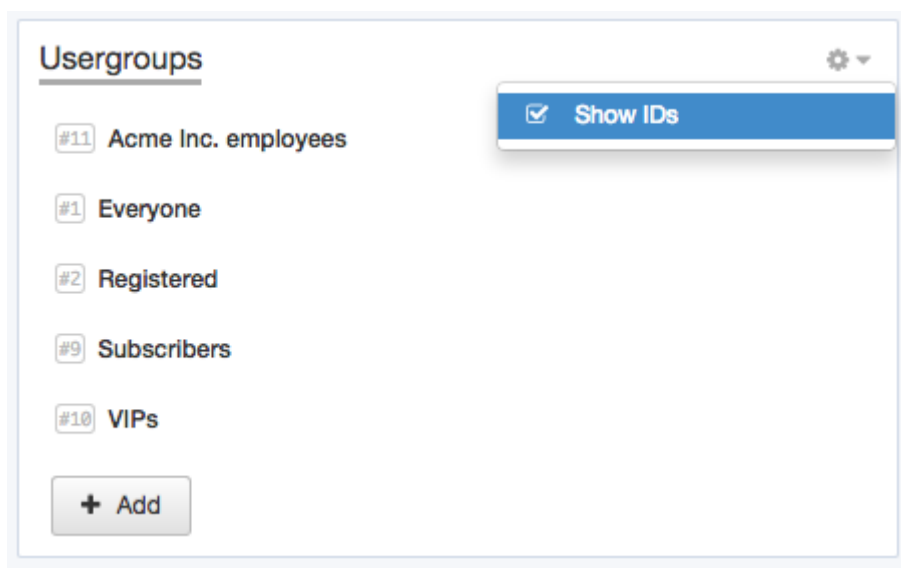 Usergroups
Show IDs
#11 Acme Inc. employees
#1 Everyone
#2 Registered
#9 Subscribers
#10 VIPs
+ Add